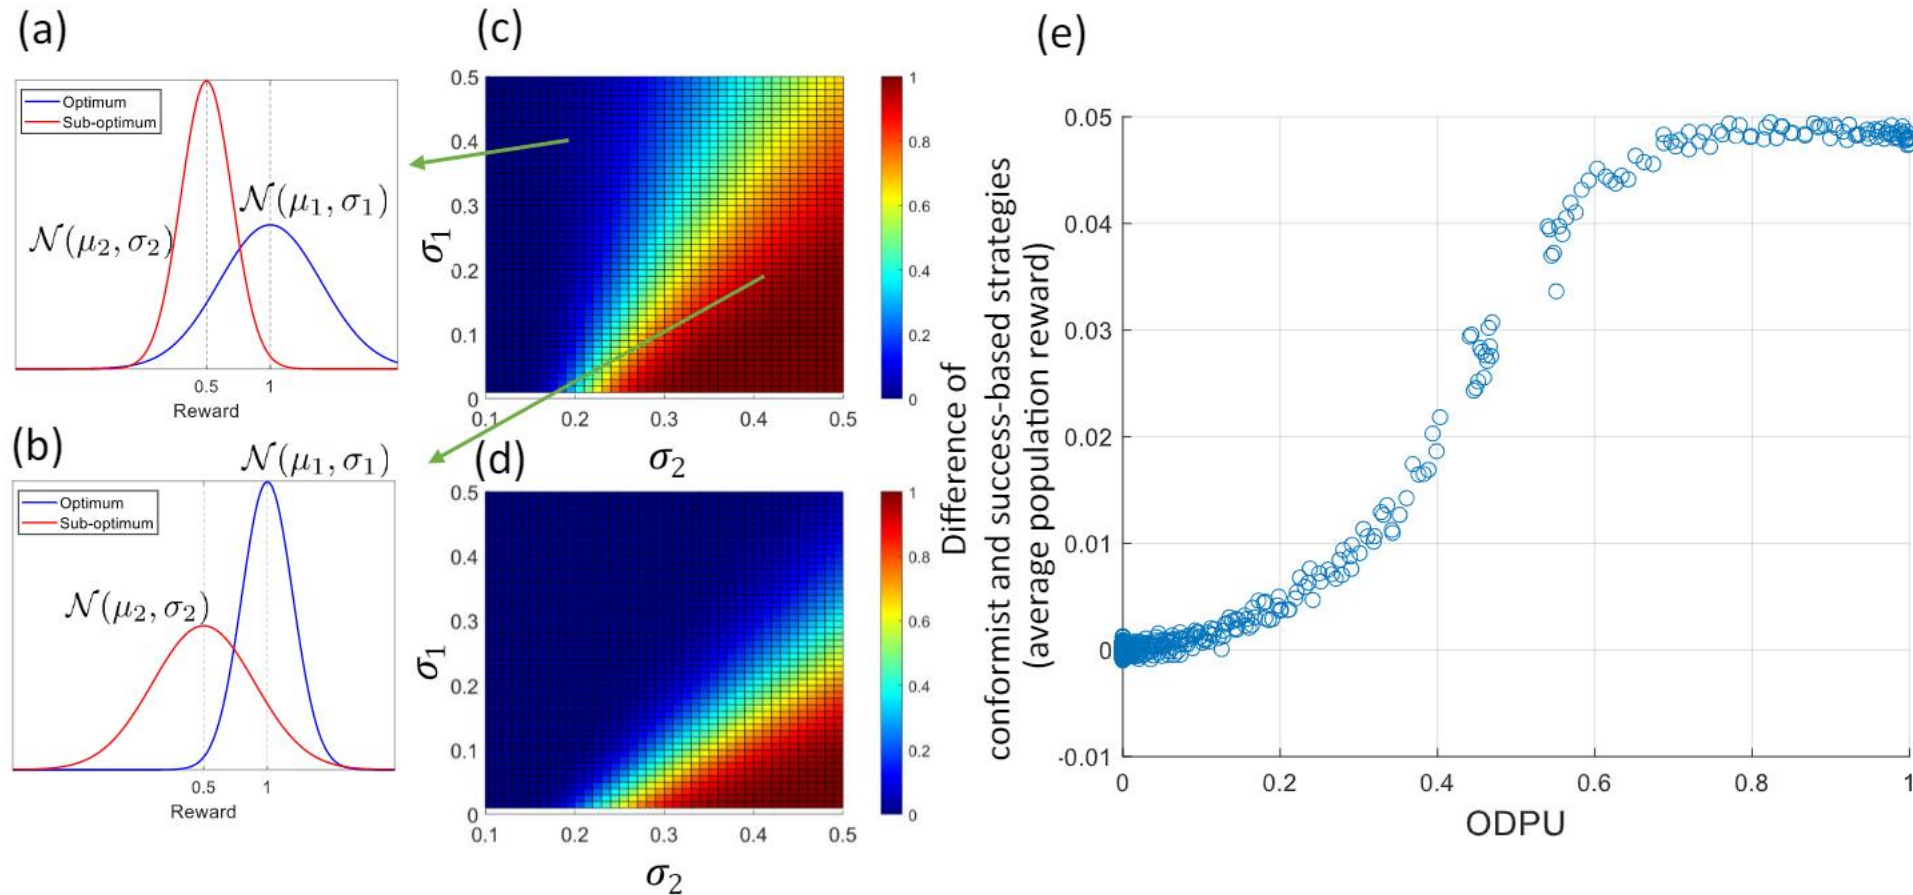 (a)
Optimum
Sub-optimum
N(μ1, σ1)
N(μ2, σ2)
0.5 1
Reward
(b)
N(μ1, σ1)
Optimum
Sub-optimum
N(μ2, σ2)
0.5 1
Reward
(c)
0.5
0.4
0.3
0.2
0.1
0
σ1
0.1 0.2 0.3 0.4 0.5
σ2
1
0.8
0.6
0.4
0.2
0
(d)
0.5
0.4
0.3
0.2
0.1
0
σ1
0.1 0.2 0.3 0.4 0.5
σ2
1
0.8
0.6
0.4
0.2
0
(e)
Difference of
conformist and success-based strategies
(average population reward)
0.05
0.04
0.03
0.02
0.01
0
-0.01
0 0.2 0.4 0.6 0.8 1
ODPU